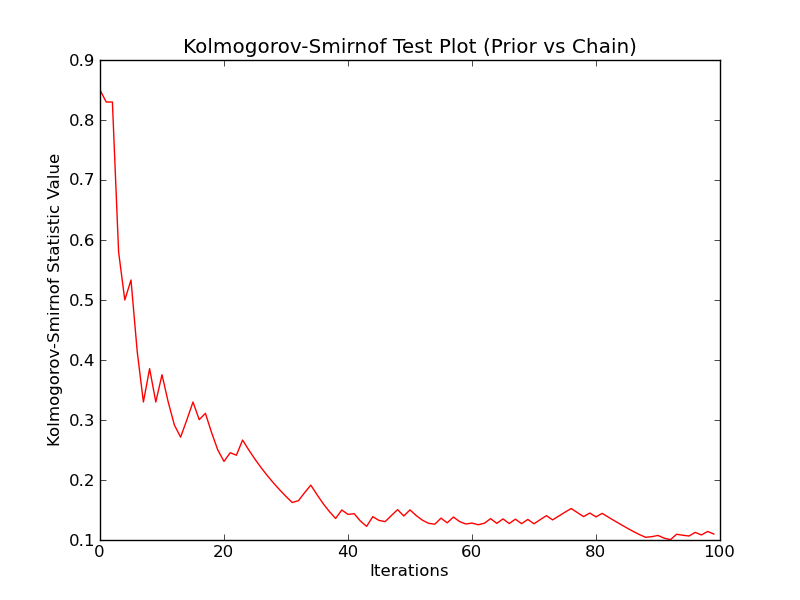 Kolmogorov-Smirnof Test Plot (Prior vs Chain)
0.9
0.8
0.7
0.6
0.5
0.4
0.3
0.2
0.1
Kolmogorov-Smirnof Statistic Value
0 20 40 60 80 100
Iterations